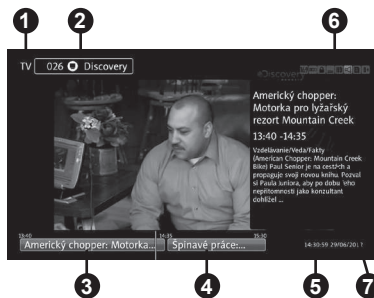 1 2 6
TV 026 Discovery
Discovery
Americký chopper:
Motorka pro lyžařský
rezort Mountain Creek
13:40 -14:35
Vzdelávanie/Veda/Fakty
(American Chopper: Mountain Creek
Bike) Paul Senior je na cestách a
propaguje svoji novou knihu. Pozval
si Paula Juniora, aby po dobu jeho
nepřítomnosti jako konzultant
dohlížel ...
13:40 14:35 15:30
Americký chopper: Motorka... Špinavé práce:...
14:30:59 29/06/2011
3 4 5 7